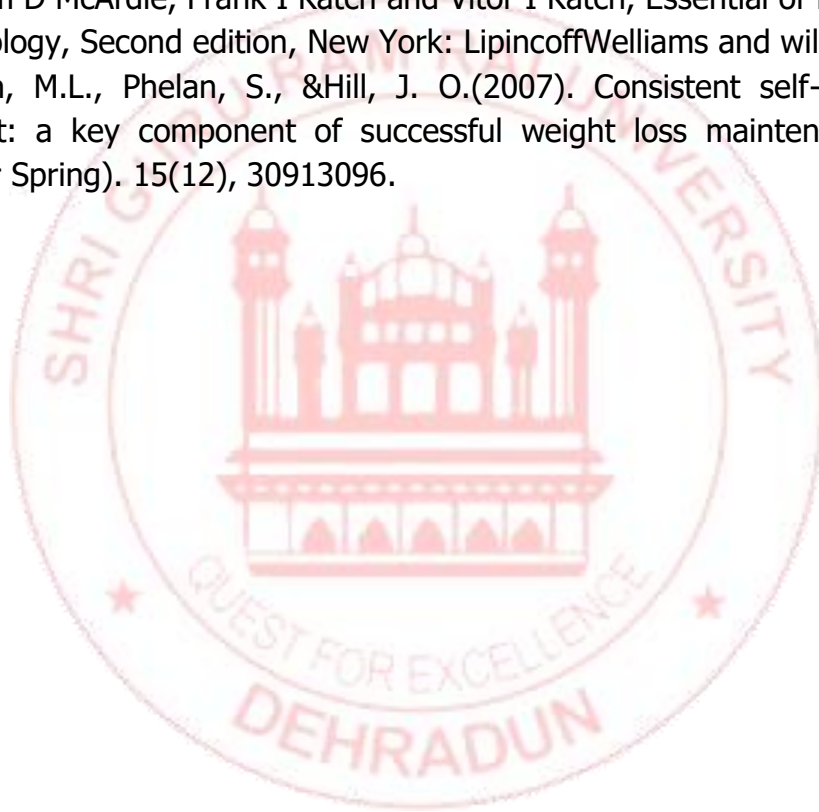 D McArdle, Frank I Katch and Vitor I Katch, Essential of
ology, Second edition, New York: LipincoffWelliams and wil
M.L., Phelan, S., &Hill, J. O.(2007). Consistent self-
t: a key component of successful weight loss mainten
Spring). 15(12), 30913096.
SHRI GURU RAM RAI UNIVERSITY
QUEST FOR EXCELLENCE
DEHRADUN